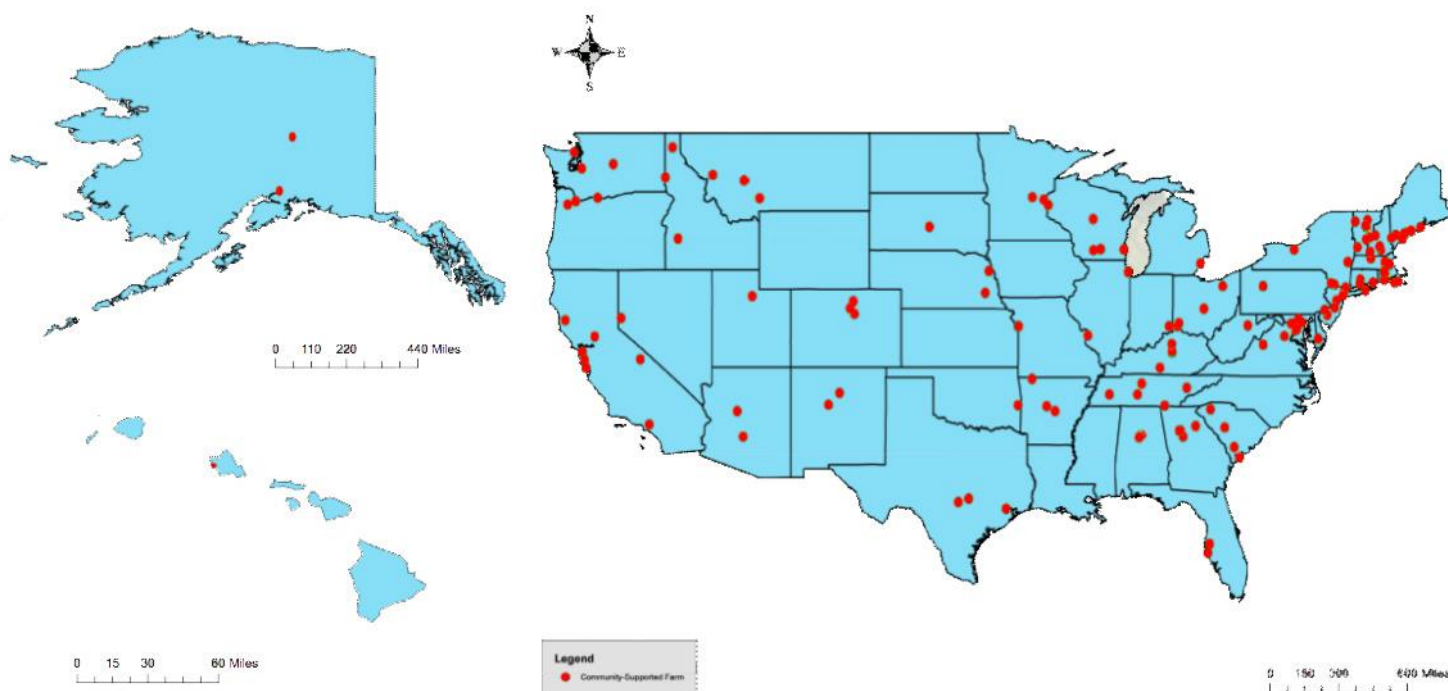 N
W E
S
0 110 220 440 Miles
0 15 30 60 Miles
Legend
Community-Supported Farm
0 150 300 600 Miles